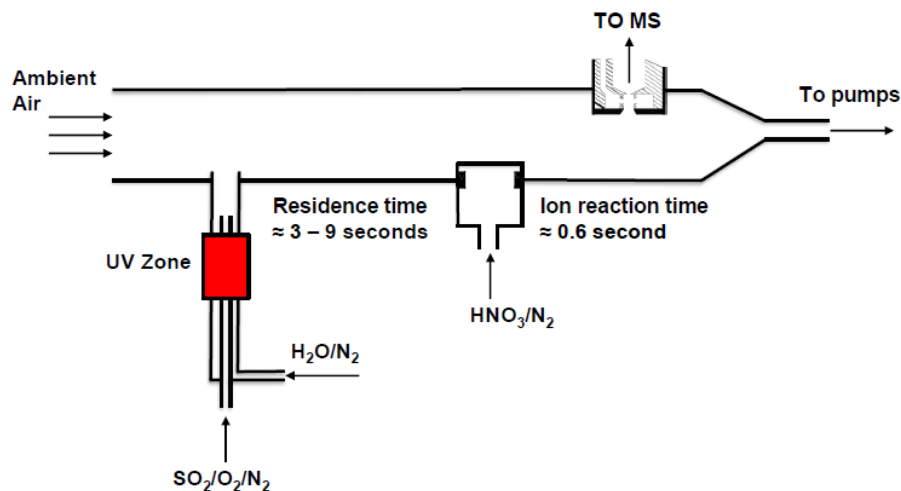 TO MS
Ambient
Air
To pumps
Residence time
≈ 3 – 9 seconds
Ion reaction time
≈ 0.6 second
UV Zone
HNO₃/N₂
H₂O/N₂
SO₂/O₂/N₂